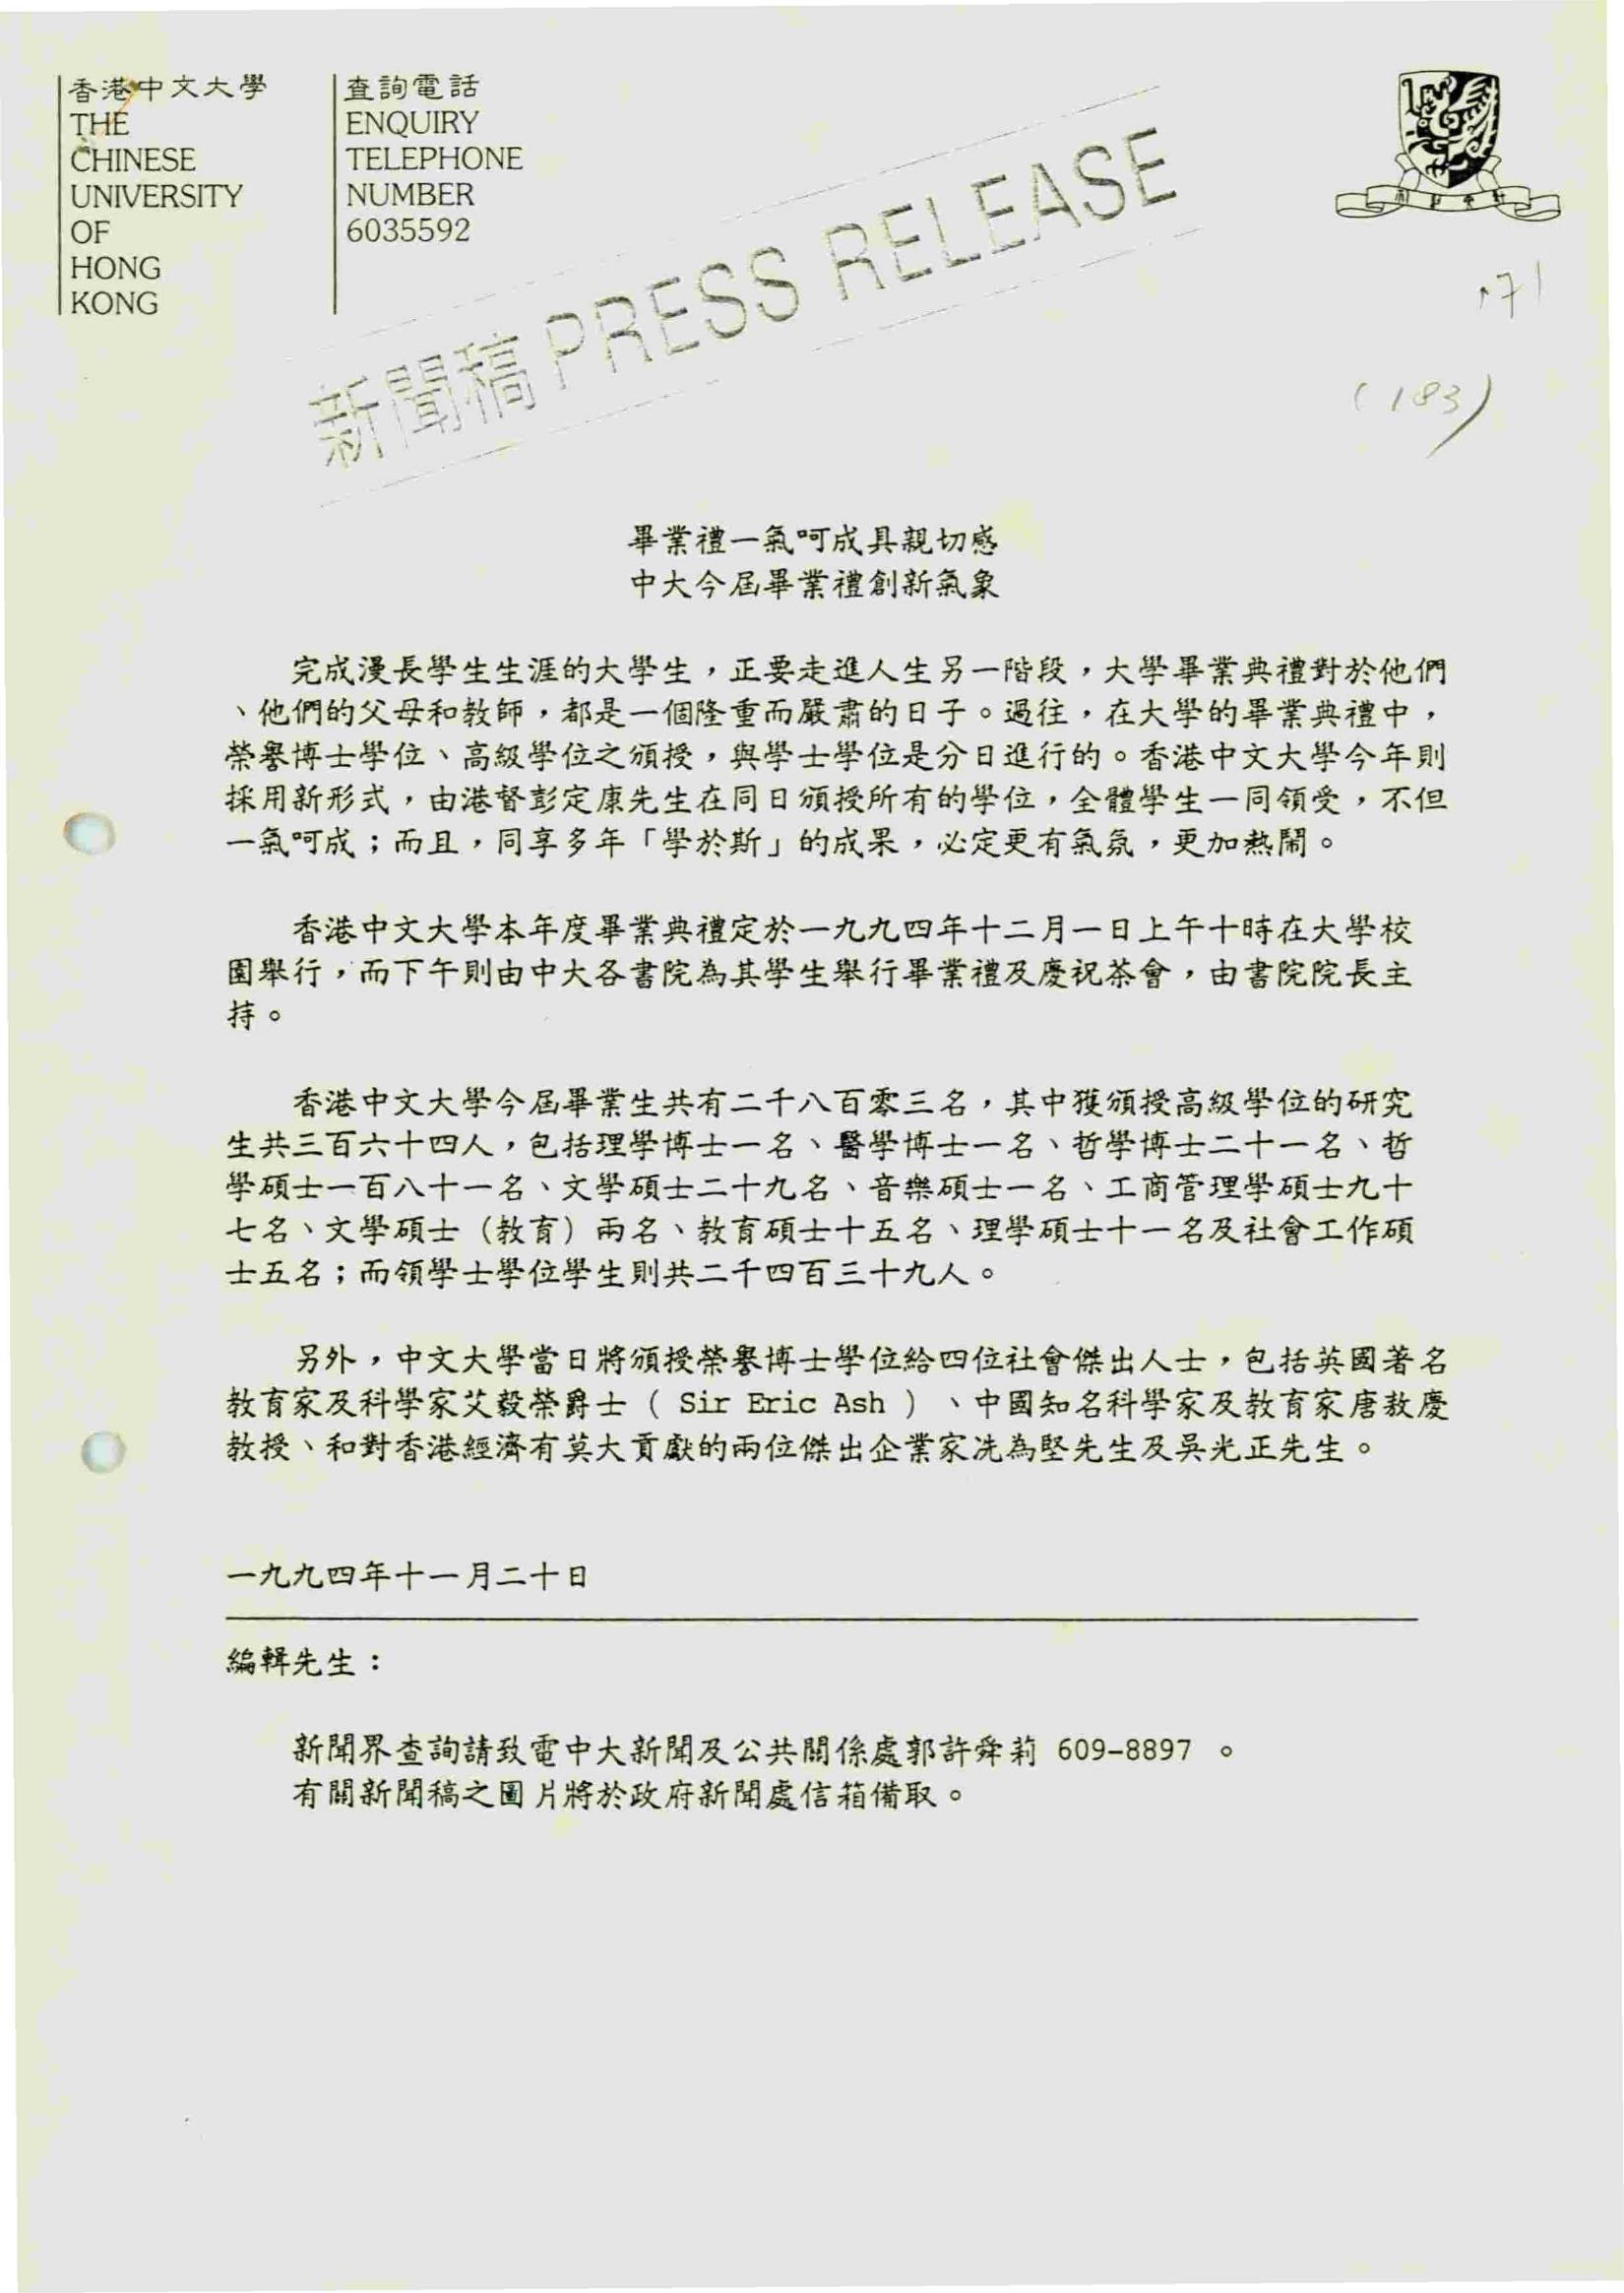 香港中文大學
THE
CHINESE
UNIVERSITY
OF
HONG
KONG
查詢電話
ENQUIRY
TELEPHONE
NUMBER
6035592
新聞稿 PRESS RELEASE
171
(183)
畢業禮一氣呵成具親切感
中大今屆畢業禮創新氣象
完成漫長學生生涯的大學生，正要走進人生另一階段，大學畢業典禮對於他們
、他們的父母和教師，都是一個隆重而嚴肅的日子。過往，在大學的畢業典禮中，
榮譽博士學位、高級學位之頒授，與學士學位是分日進行的。香港中文大學今年則
採用新形式，由港督彭定康先生在同日頒授所有的學位，全體學生一同領受，不但
一氣呵成；而且，同享多年「學於斯」的成果，必定更有氣氛，更加熱鬧。
香港中文大學本年度畢業典禮定於一九九四年十二月一日上午十時在大學校
園舉行，而下午則由中大各書院為其學生舉行畢業禮及慶祝茶會，由書院院長主
持。
香港中文大學今屆畢業生共有二千八百零三名，其中獲頒授高級學位的研究
生共三百六十四人，包括理學博士一名、醫學博士一名、哲學博士二十一名、哲
學碩士一百八十一名、文學碩士二十九名、音樂碩士一名、工商管理學碩士九十
七名、文學碩士（教育）兩名、教育碩士十五名、理學碩士十一名及社會工作碩
士五名；而領學士學位學生則共二千四百三十九人。
另外，中文大學當日將頒授榮譽博士學位給四位社會傑出人士，包括英國著名
教育家及科學家艾毅榮爵士（ Sir Eric Ash ）、中國知名科學家及教育家唐敖慶
教授、和對香港經濟有莫大貢獻的兩位傑出企業家冼為堅先生及吳光正先生。
一九九四年十一月二十日
編輯先生：
新聞界查詢請致電中大新聞及公共關係處郭許舜莉 609-8897 。
有關新聞稿之圖片將於政府新聞處信箱備取。